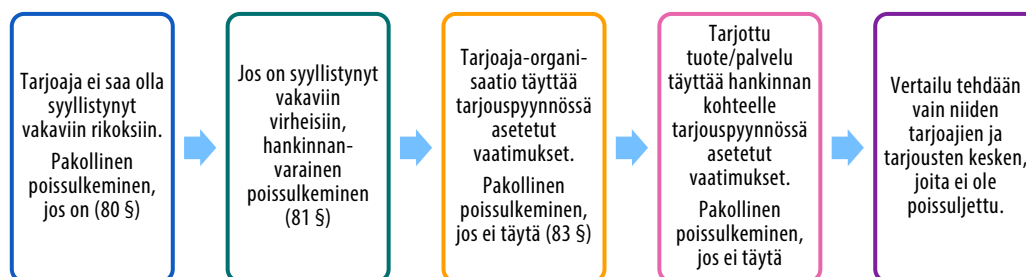 Tarjoaja ei saa olla
syyllistynyt
vakaviin rikoksiin.
Pakollinen
poissulkeminen,
jos on (80 §)
Jos on syyllistynyt
vakaviin
virheisiin,
hankinnan-
varainen
poissulkeminen
(81 §)
Tarjoaja-organi-
saatio täyttää
tarjouspyynnössä
asetetut
vaatimukset.
Pakollinen
poissulkeminen,
jos ei täytä (83 §)
Tarjottu
tuote/palvelu
täyttää hankinnan
kohteelle
tarjouspyynnössä
asetetut
vaatimukset.
Pakollinen
poissulkeminen,
jos ei täytä
Vertailu tehdään
vain niiden
tarjoajien ja
tarjousten kesken,
joita ei ole
poissuljettu.